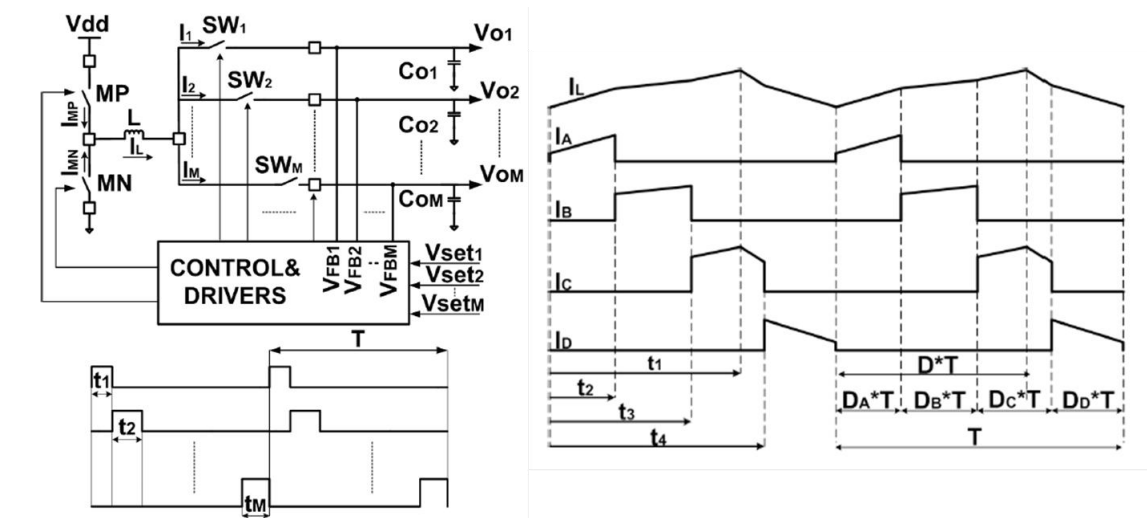 Vdd
I1 SW1 Vo1
MP I2 SW2 Co1 Vo2
IMP L
IL Co2
IMN
MN IM SWM VoM
CoM
CONTROL&
DRIVERS
VFB1 VFB2 -- VFBM
Vset1
Vset2
VsetM
T
t1
t2
tM
IL
IA
IB
IC
ID
t1 D*T
t2 DA*T DB*T DC*T DD*T
t3
t4 T